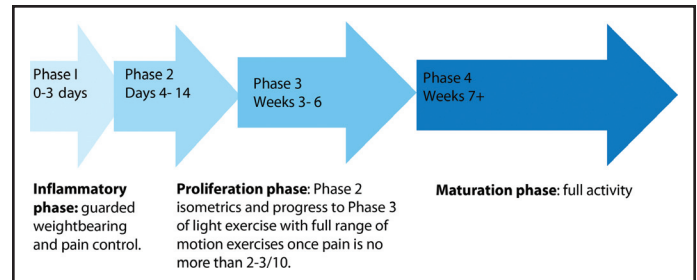 Phase I
0-3 days
Phase 2
Days 4- 14
Phase 3
Weeks 3- 6
Phase 4
Weeks 7+
Inflammatory
phase: guarded
weightbearing
and pain control.
Proliferation phase: Phase 2
isometrics and progress to Phase 3
of light exercise with full range of
motion exercises once pain is no
more than 2-3/10.
Maturation phase: full activity